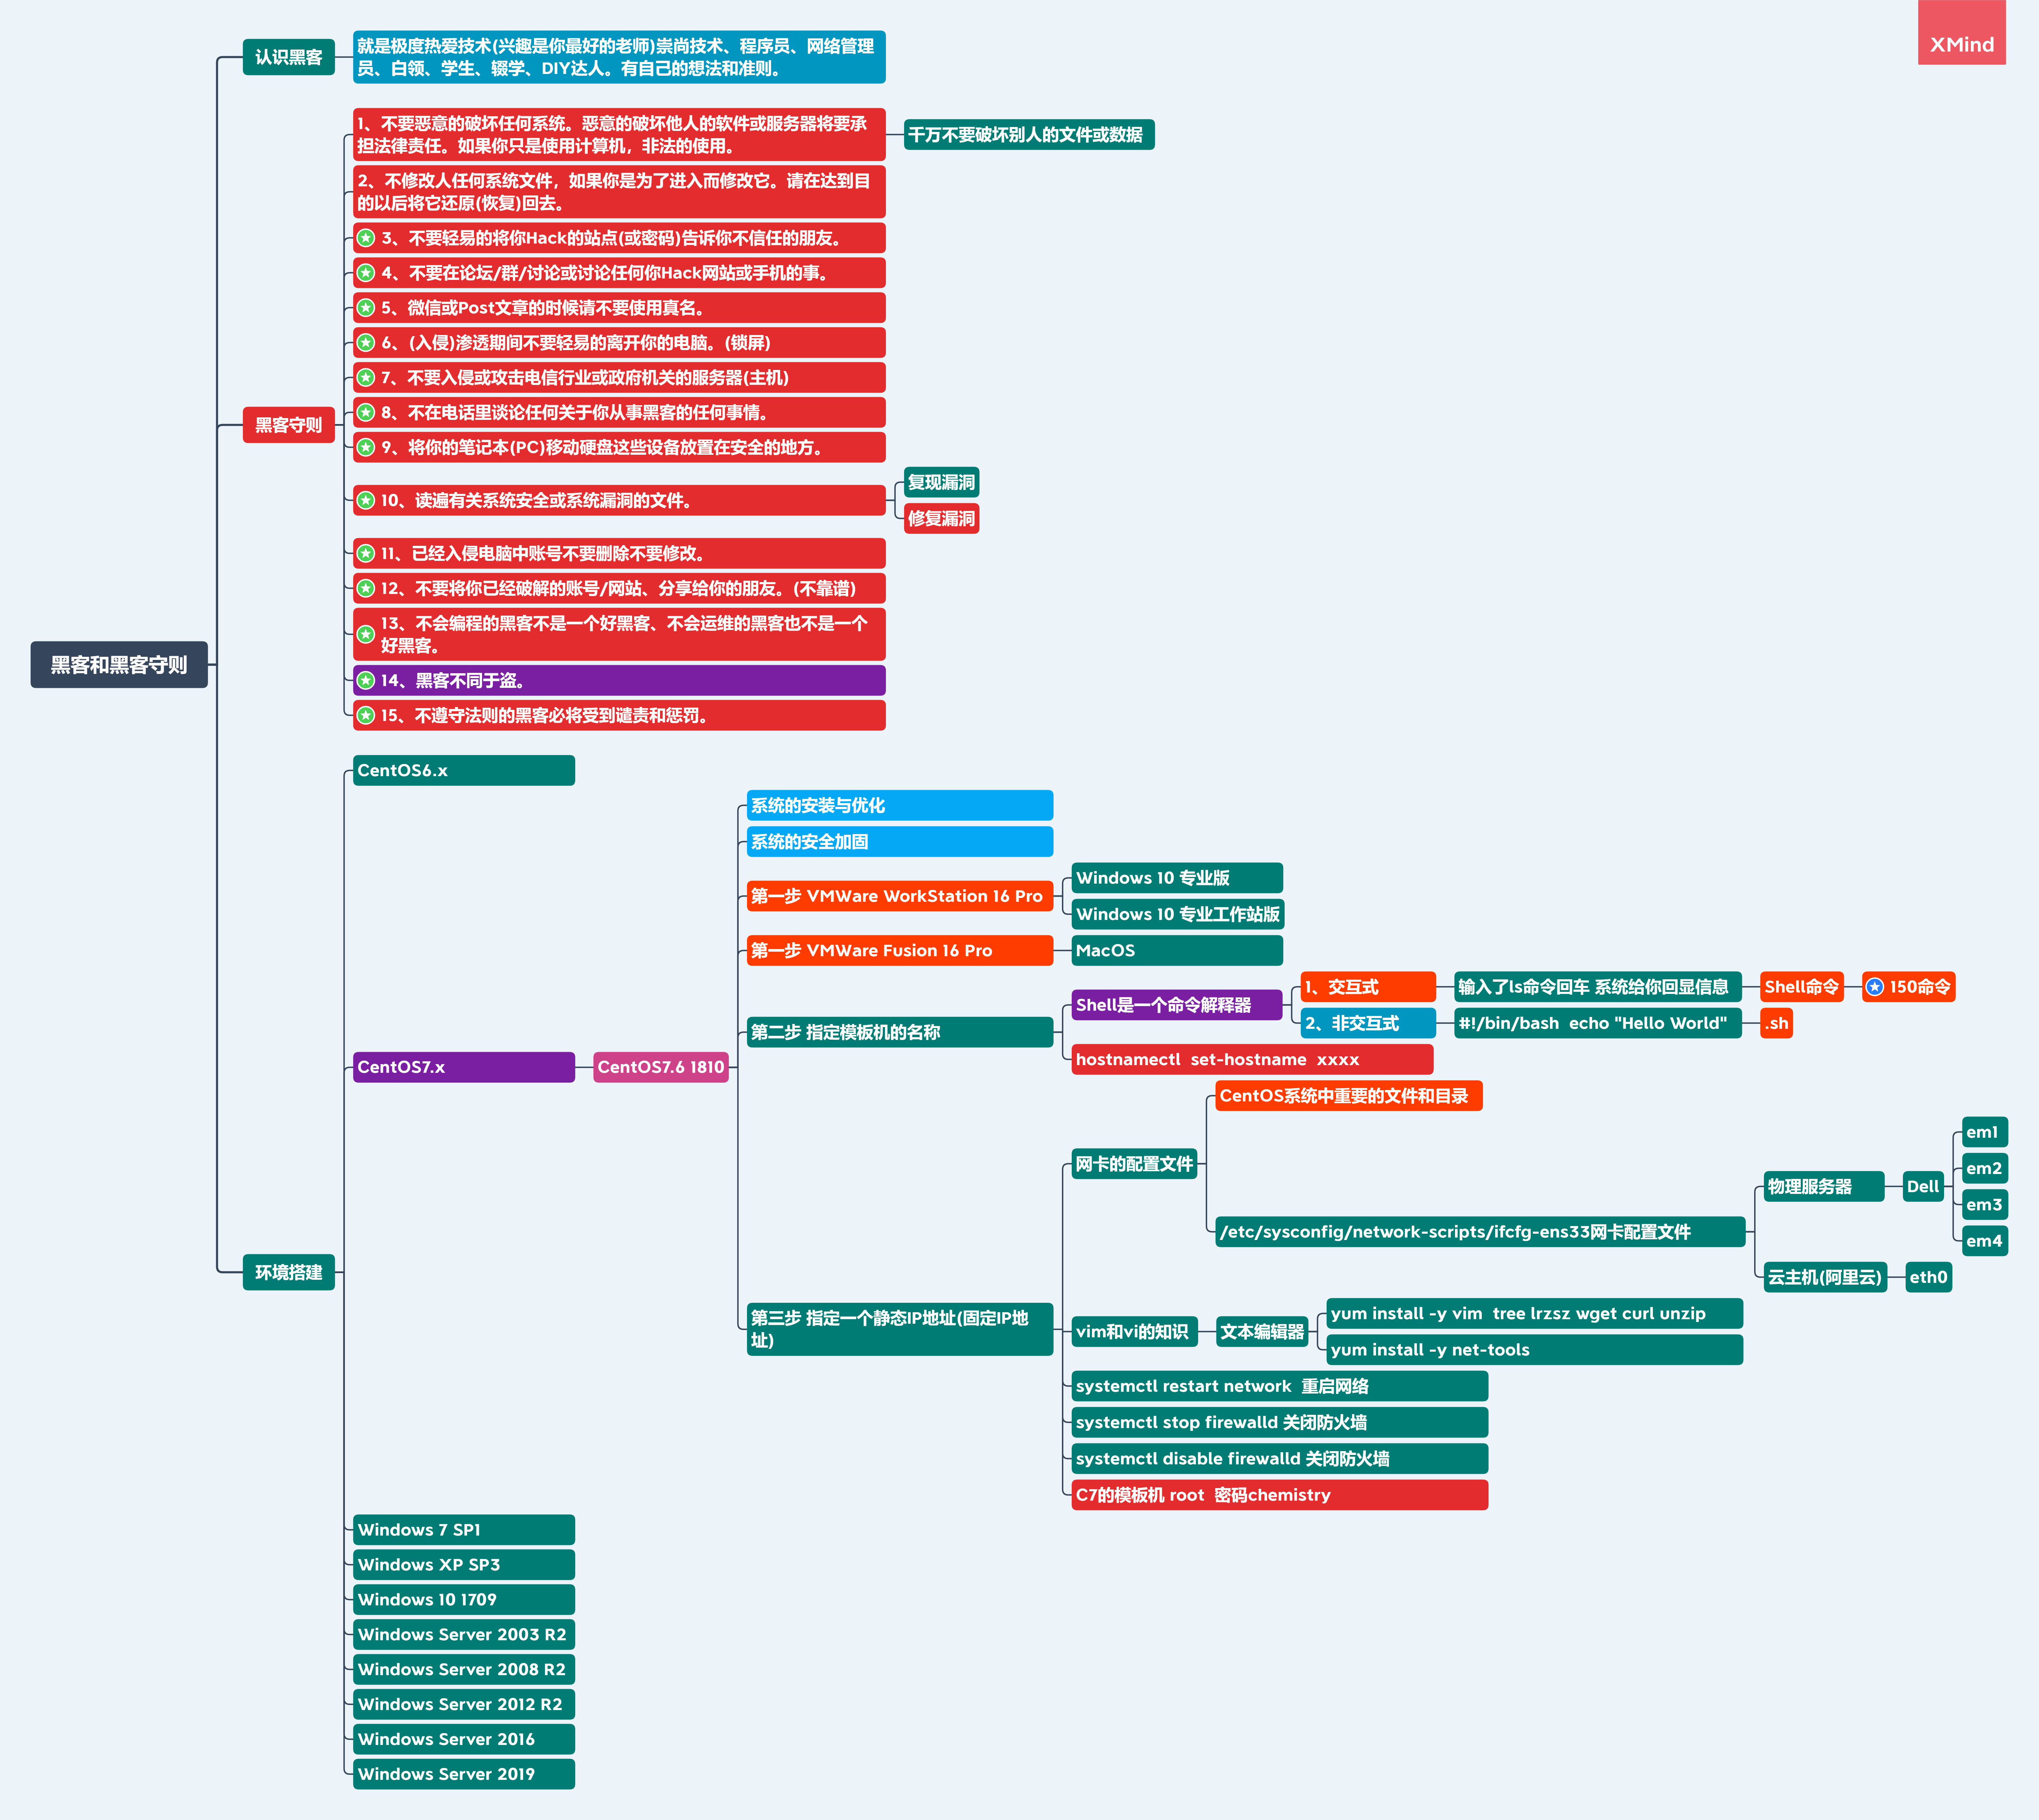 XMind
黑客和黑客守则
认识黑客
就是极度热爱技术(兴趣是你最好的老师)崇尚技术、程序员、网络管理
员、白领、学生、辍学、DIY达人。有自己的想法和准则。
黑客守则
1、不要恶意的破坏任何系统。恶意的破坏他人的软件或服务器将要承
担法律责任。如果你只是使用计算机，非法的使用。
千万不要破坏别人的文件或数据
2、不修改人任何系统文件，如果你是为了进入而修改它。请在达到目
的以后将它还原(恢复)回去。
3、不要轻易的将你Hack的站点(或密码)告诉你不信任的朋友。
4、不要在论坛/群/讨论或讨论任何你Hack网站或手机的事。
5、微信或Post文章的时候请不要使用真名。
6、(入侵)渗透期间不要轻易的离开你的电脑。(锁屏)
7、不要入侵或攻击电信行业或政府机关的服务器(主机)
8、不在电话里谈论任何关于你从事黑客的任何事情。
9、将你的笔记本(PC)移动硬盘这些设备放置在安全的地方。
10、读遍有关系统安全或系统漏洞的文件。
复现漏洞
修复漏洞
11、已经入侵电脑中账号不要删除不要修改。
12、不要将你已经破解的账号/网站、分享给你的朋友。(不靠谱)
13、不会编程的黑客不是一个好黑客、不会运维的黑客也不是一个
好黑客。
14、黑客不同于盗。
15、不遵守法则的黑客必将受到谴责和惩罚。
环境搭建
CentOS6.x
CentOS7.x
CentOS7.6 1810
系统的安装与优化
系统的安全加固
第一步 VMWare WorkStation 16 Pro
Windows 10 专业版
Windows 10 专业工作站版
第一步 VMWare Fusion 16 Pro
MacOS
第二步 指定模板机的名称
Shell是一个命令解释器
1、交互式
输入了ls命令回车 系统给你回显信息
Shell命令
150命令
2、非交互式
#!/bin/bash  echo "Hello World"
.sh
hostnamectl  set-hostname  xxxx
第三步 指定一个静态IP地址(固定IP地
址)
网卡的配置文件
CentOS系统中重要的文件和目录
/etc/sysconfig/network-scripts/ifcfg-ens33网卡配置文件
物理服务器
Dell
em1
em2
em3
em4
云主机(阿里云)
eth0
vim和vi的知识
文本编辑器
yum install -y vim  tree lrzsz wget curl unzip
yum install -y net-tools
systemctl restart network  重启网络
systemctl stop firewalld 关闭防火墙
systemctl disable firewalld 关闭防火墙
C7的模板机 root  密码chemistry
Windows 7 SP1
Windows XP SP3
Windows 10 1709
Windows Server 2003 R2
Windows Server 2008 R2
Windows Server 2012 R2
Windows Server 2016
Windows Server 2019